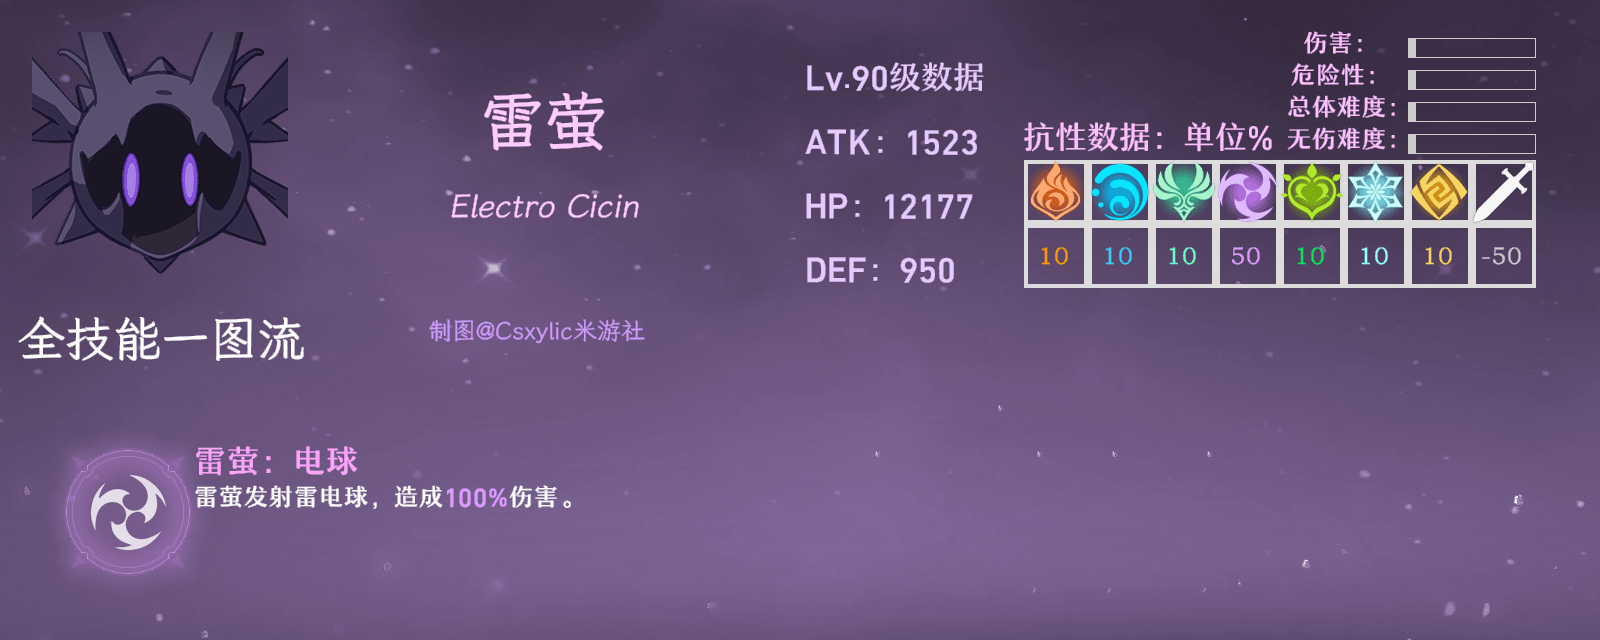 雷萤
Electro Cicin
制图@Csxylic米游社
全技能一图流
Lv.90级数据
ATK：1523
HP：12177
DEF：950
伤害：
危险性：
总体难度：
无伤难度：
抗性数据：单位%
10 10 10 50 10 10 10 -50
雷萤：电球
雷萤发射雷电球，造成100%伤害。